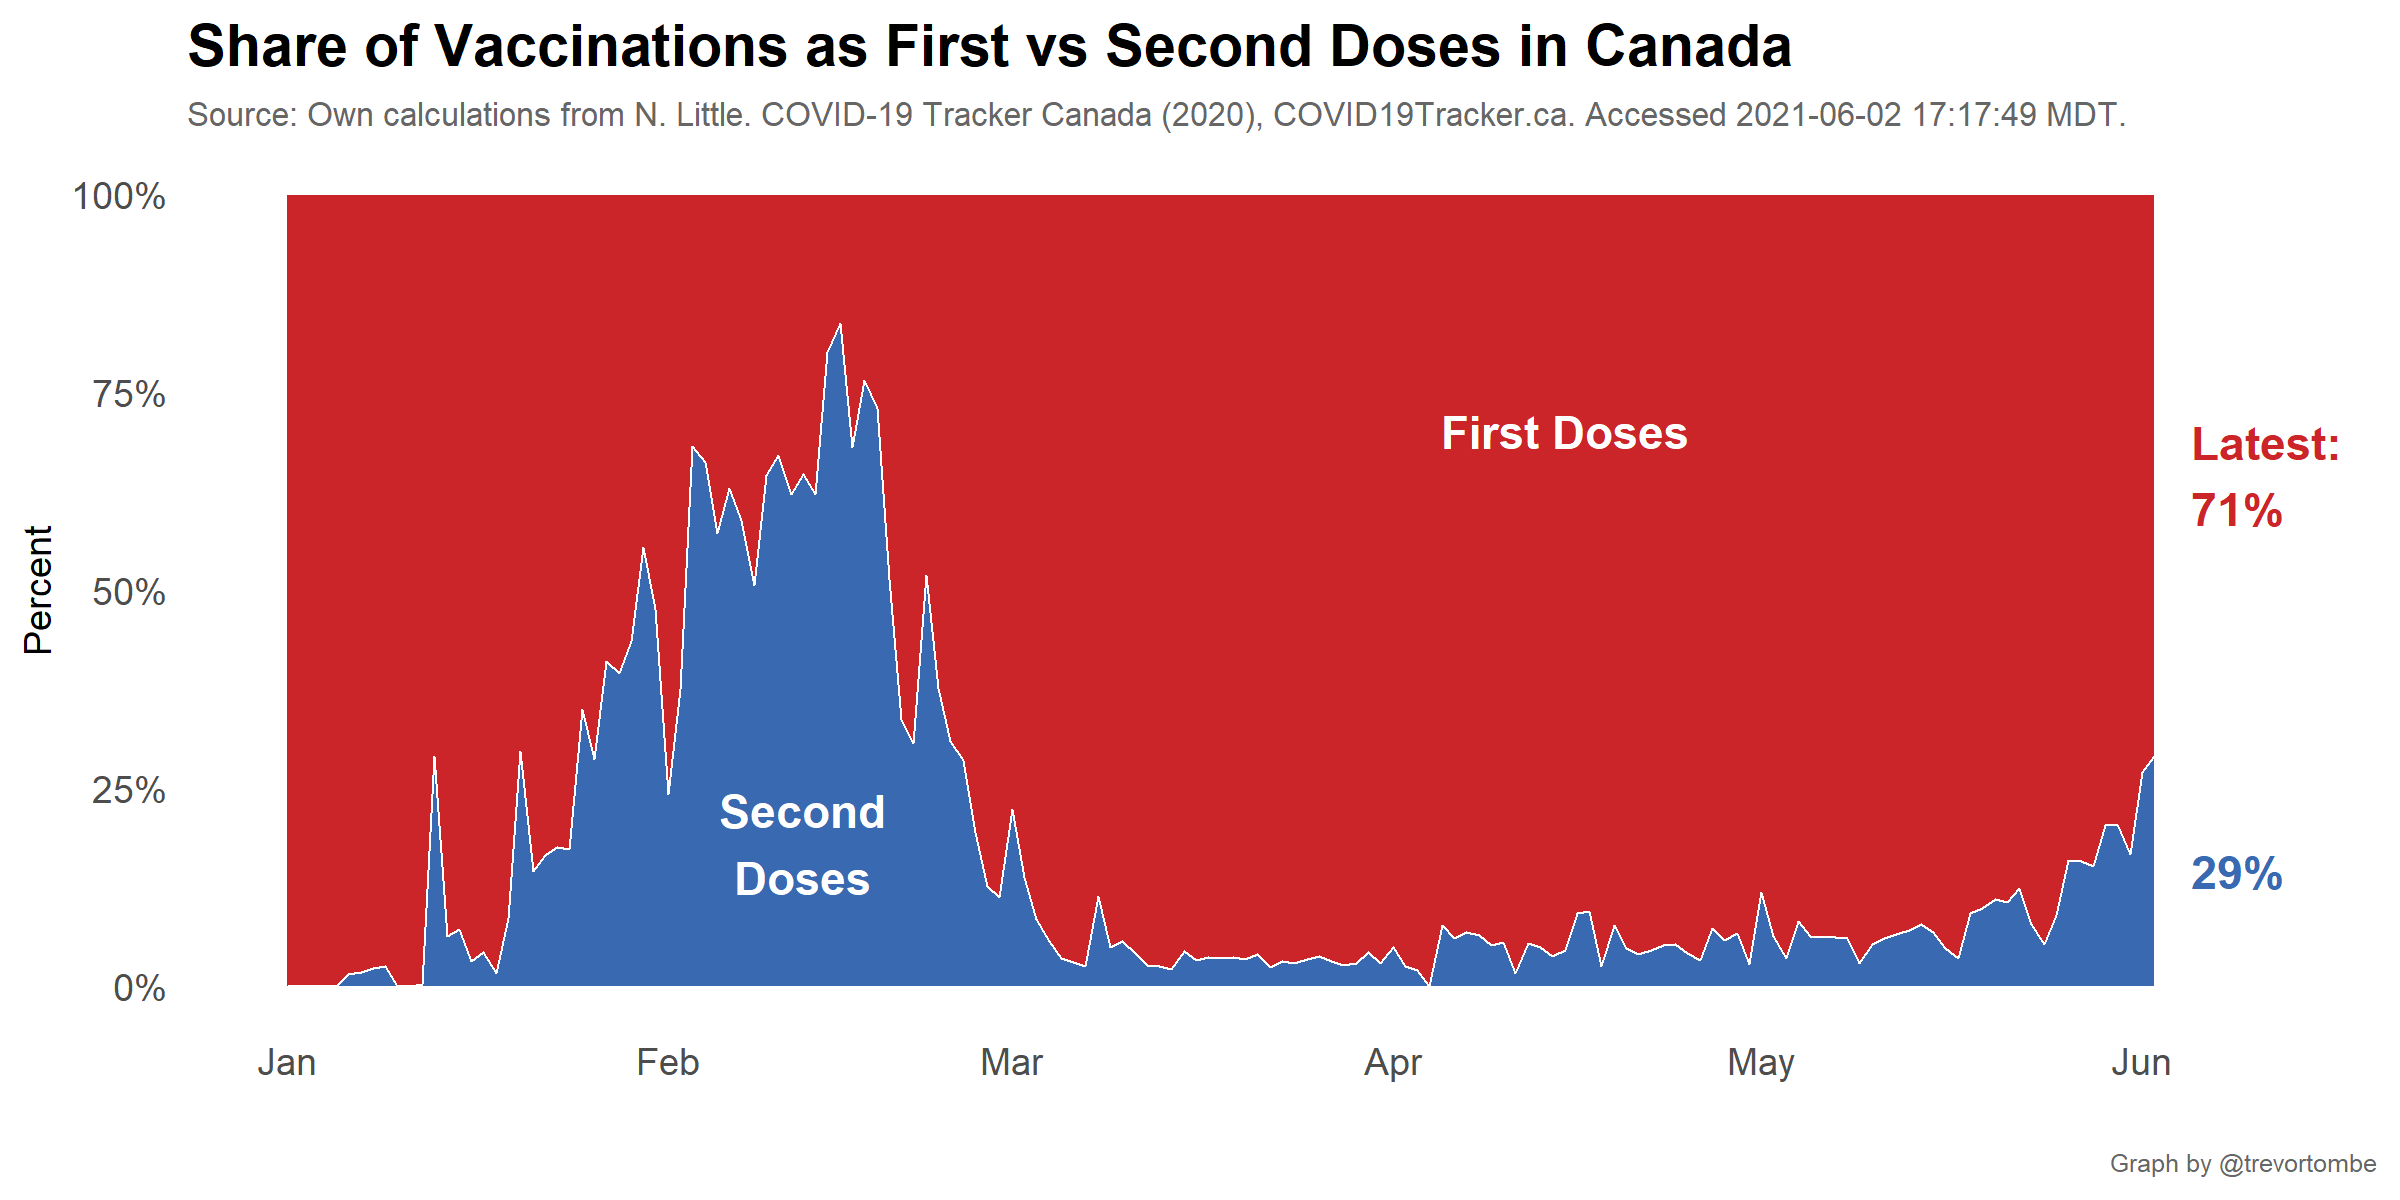 Share of Vaccinations as First vs Second Doses in Canada
Source: Own calculations from N. Little. COVID-19 Tracker Canada (2020), COVID19Tracker.ca. Accessed 2021-06-02 17:17:49 MDT.
100%
75%
50%
25%
0%
Percent
First Doses
Second
Doses
Latest:
71%
29%
Jan
Feb
Mar
Apr
May
Jun
Graph by @trevortombe